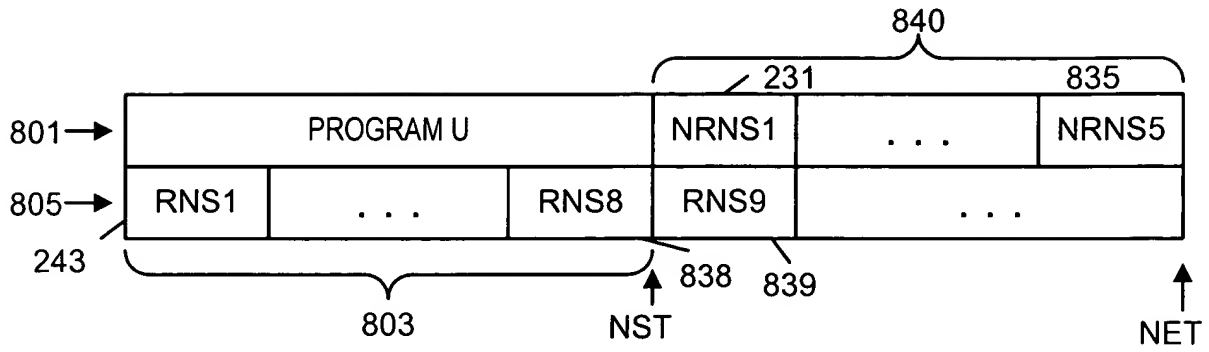 840
231 835
801 PROGRAM U NRNS1 . . . NRNS5
805 RNS1 . . . RNS8 RNS9 . . .
243 838 839
803 NST NET